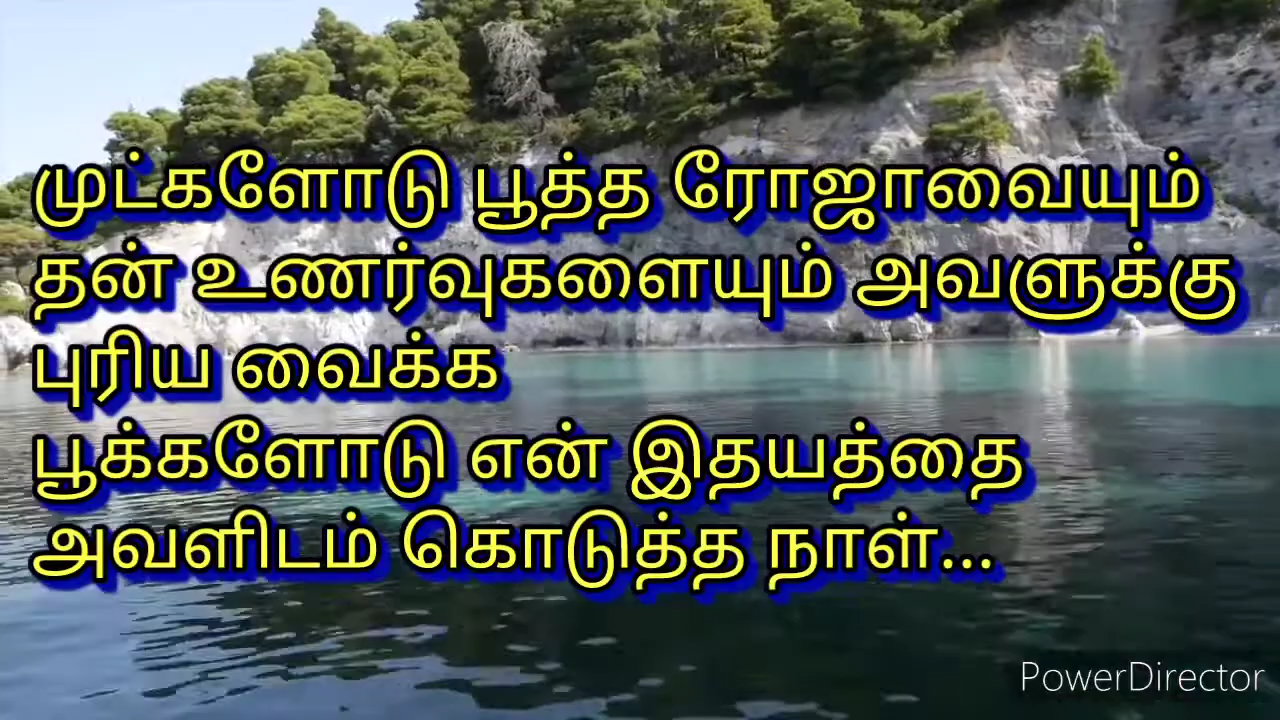 முட்களோடு பூத்த ரோஜாவையும்
தன் உணர்வுகளையும் அவளுக்கு
புரிய வைக்க
பூக்களோடு என் இதயத்தை
அவளிடம் கொடுத்த நாள்...
PowerDirector